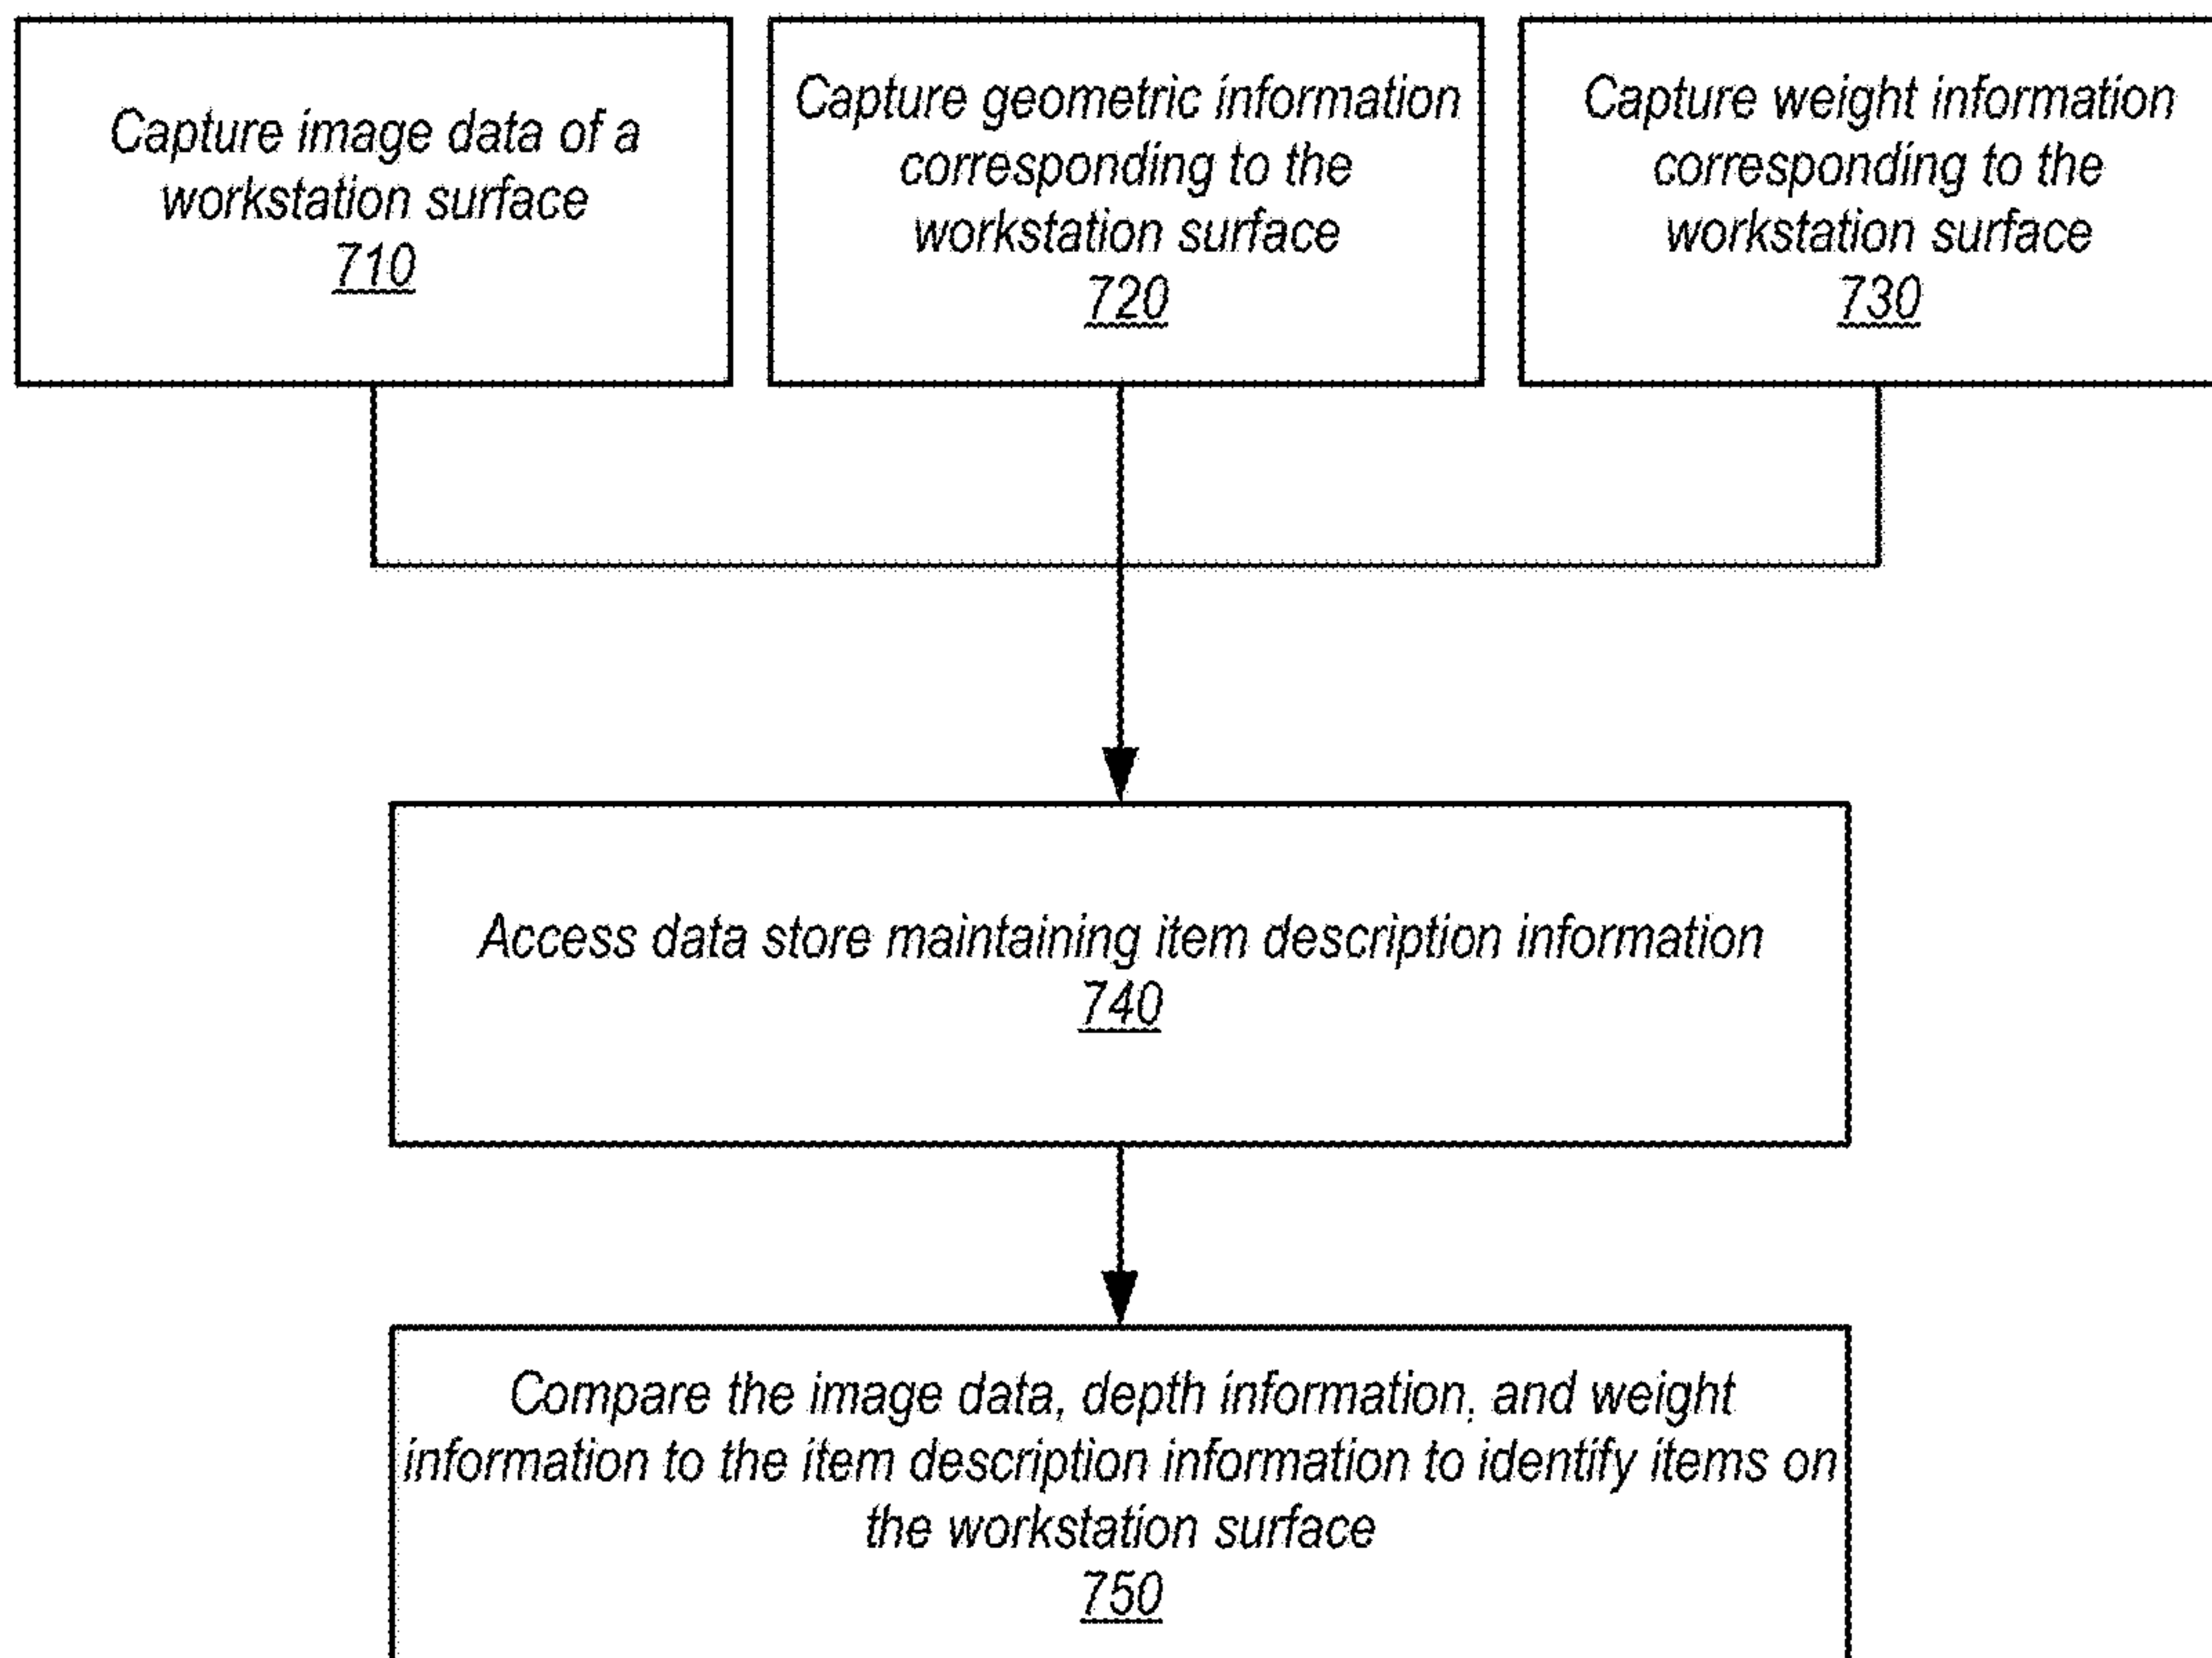 Capture image data of a
workstation surface
710
Capture geometric information
corresponding to the
workstation surface
720
Capture weight information
corresponding to the
workstation surface
730
Access data store maintaining item description information
740
Compare the image data, depth information, and weight
information to the item description information to identify items on
the workstation surface
750